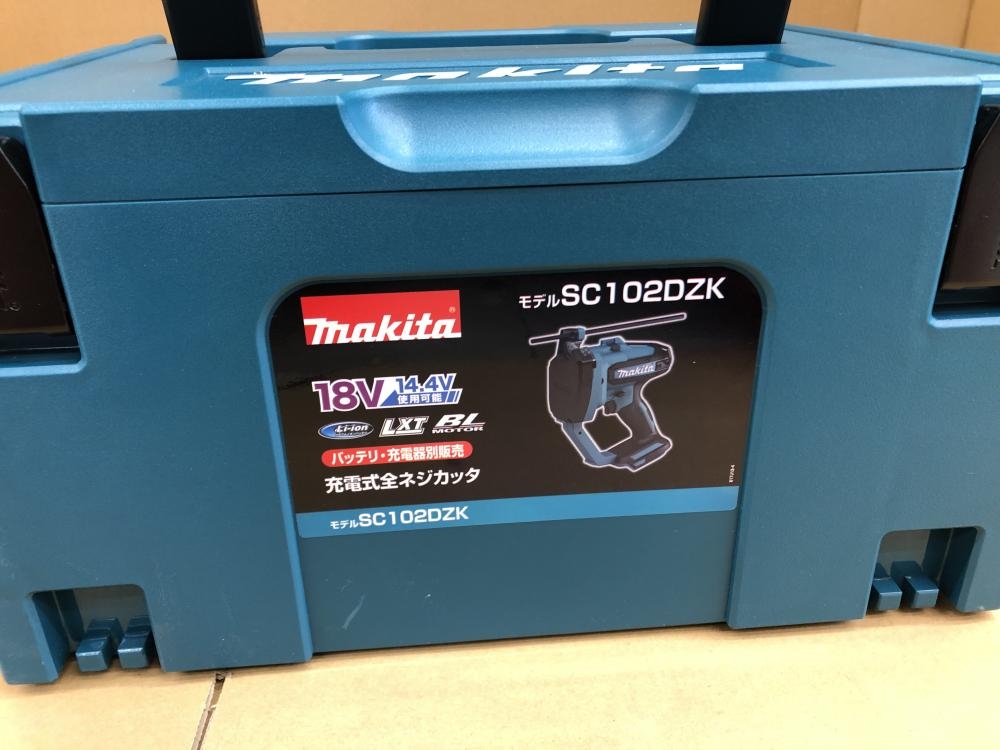 makita
モデルSC102DZK
makita®
18V 14.4V
使用可能
Li-ion LXT BL
MOTOR
makita
バッテリ・充電器別販売
充電式全ネジカッタ
モデルSC102DZK